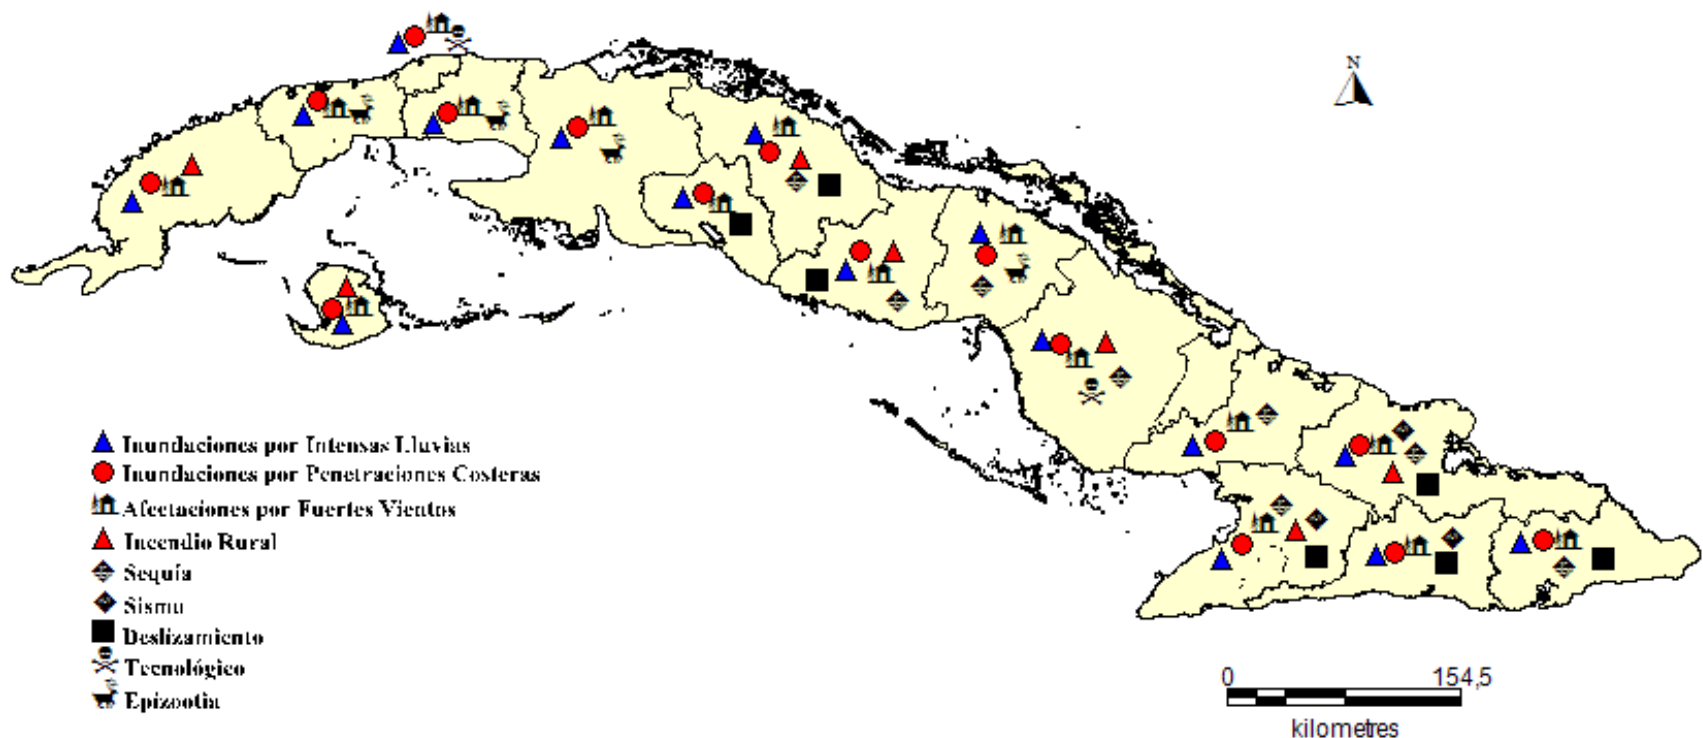 N
Inundaciones por Intensas Lluvias
Inundaciones por Penetraciones Costeras
Afectaciones por Fuertes Vientos
Incendio Rural
Sequía
Sismo
Deslizamiento
Tecnológico
Epizootia
0 154,5
kilometres